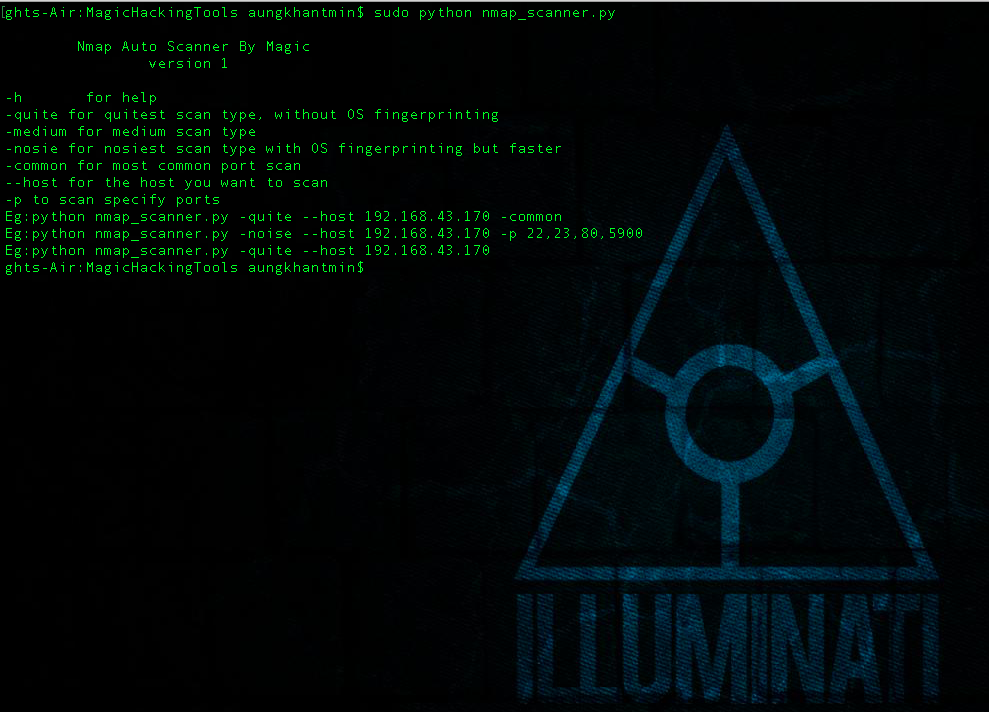 [ghts-Air:MagicHackingTools aungkhantmin$ sudo python nmap_scanner.py
Nmap Auto Scanner By Magic
version 1
-h for help
-quite for quitest scan type, without OS fingerprinting
-medium for medium scan type
-nosie for nosiest scan type with OS fingerprinting but faster
-common for most common port scan
--host for the host you want to scan
-p to scan specify ports
Eg:python nmap_scanner.py -quite --host 192.168.43.170 -common
Eg:python nmap_scanner.py -noise --host 192.168.43.170 -p 22,23,80,5900
Eg:python nmap_scanner.py -quite --host 192.168.43.170
ghts-Air:MagicHackingTools aungkhantmin$
ILLUMINATI